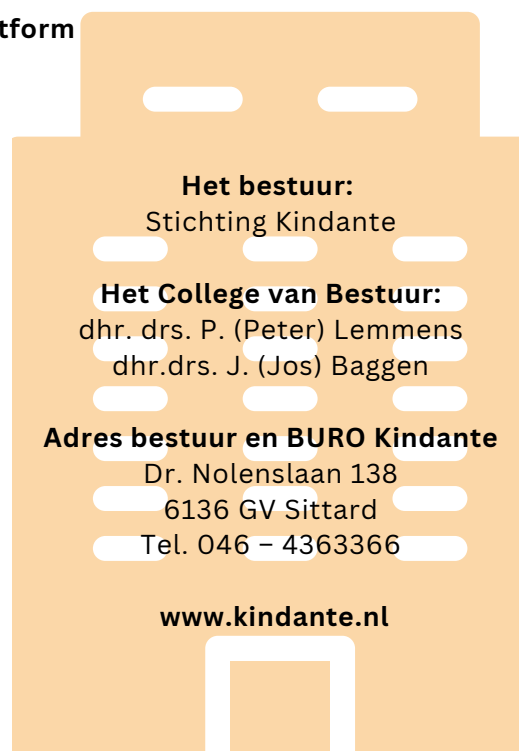 tform
Het bestuur:
Stichting Kindante
Het College van Bestuur:
dhr. drs. P. (Peter) Lemmens
dhr.drs. J. (Jos) Baggen
Adres bestuur en BURO Kindante
Dr. Nolenslaan 138
6136 GV Sittard
Tel. 046 – 4363366
www.kindante.nl